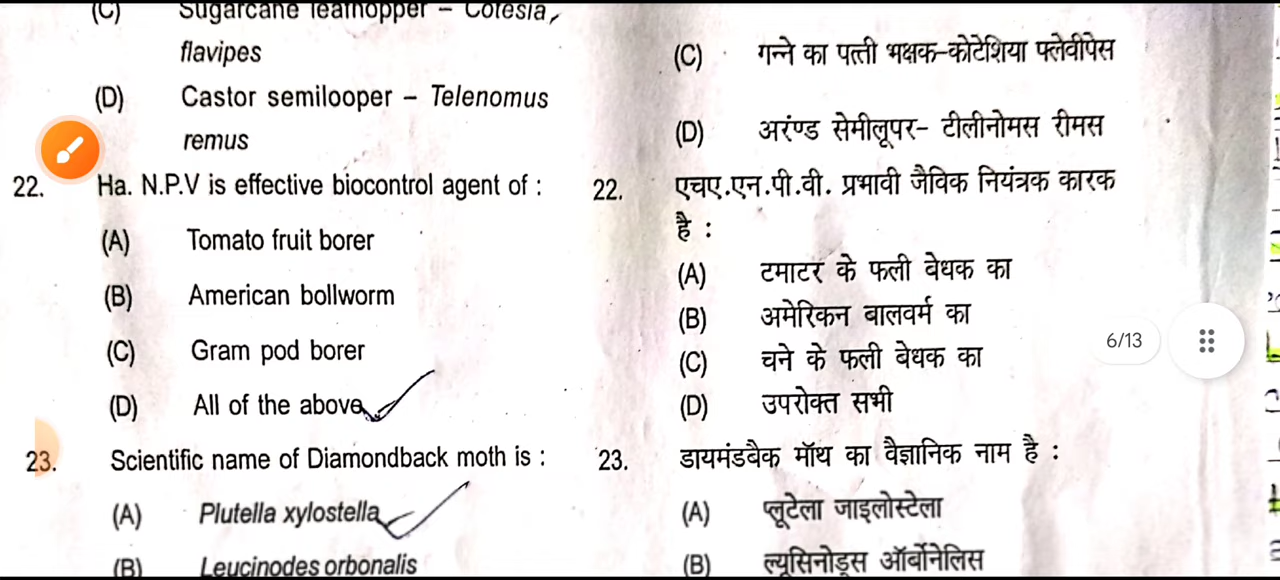 (C) Sugarcane leafhopper – Cotesia
flavipes
(D) Castor semilooper – Telenomus
remus
22. Ha. N.P.V is effective biocontrol agent of :
(A) Tomato fruit borer
(B) American bollworm
(C) Gram pod borer
(D) All of the above
23. Scientific name of Diamondback moth is :
(A) Plutella xylostella
(B) Leucinodes orbonalis
(C) गन्ने का पत्ती भक्षक–कोटेशिया फ्लेवीपेस
(D) अरंण्ड सेमीलूपर– टीलीनोमस रीमस
22. एचए.एन.पी.वी. प्रभावी जैविक नियंत्रक कारक
है :
(A) टमाटर के फली बेधक का
(B) अमेरिकन बालवर्म का
(C) चने के फली बेधक का
(D) उपरोक्त सभी
23. डायमंडबैक मॉथ का वैज्ञानिक नाम है :
(A) प्लूटेला जाइलोस्टेला
(B) ल्यूसिनोड्स ऑर्बोनेलिस
6/13